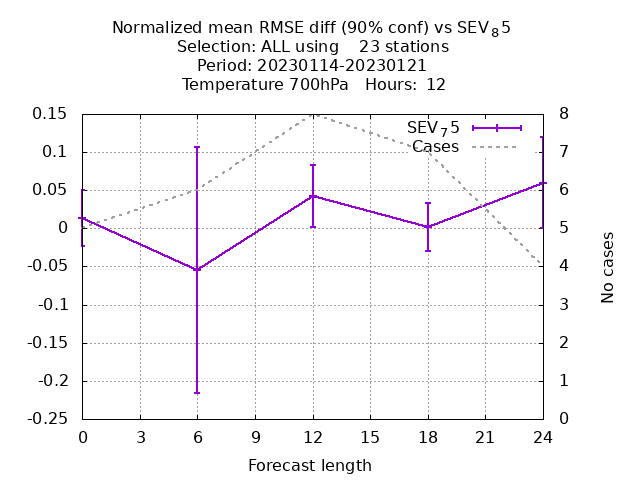 Normalized mean RMSE diff (90% conf) vs SEV₈5
Selection: ALL using    23 stations
Period: 20230114-20230121
Temperature 700hPa   Hours:  12
SEV₇5
Cases
0.15
0.1
0.05
0
-0.05
-0.1
-0.15
-0.2
-0.25
8
7
6
5
4
3
2
1
0
No cases
0 3 6 9 12 15 18 21 24
Forecast length